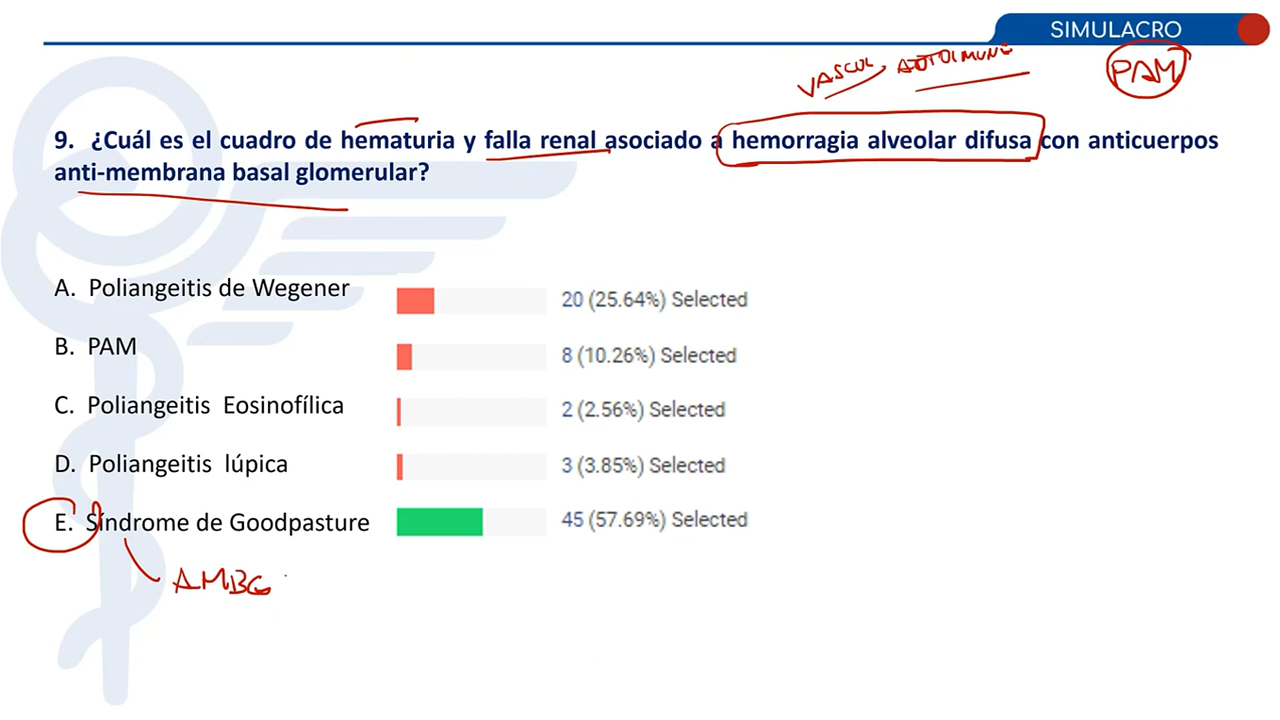 SIMULACRO
VASCUL AUTOIMUNE
PAM
9. ¿Cuál es el cuadro de hematuria y falla renal asociado a hemorragia alveolar difusa con anticuerpos
anti-membrana basal glomerular?
A. Poliangeitis de Wegener 20 (25.64%) Selected
B. PAM 8 (10.26%) Selected
C. Poliangeitis Eosinofílica 2 (2.56%) Selected
D. Poliangeitis lúpica 3 (3.85%) Selected
E. Síndrome de Goodpasture 45 (57.69%) Selected
AMBG